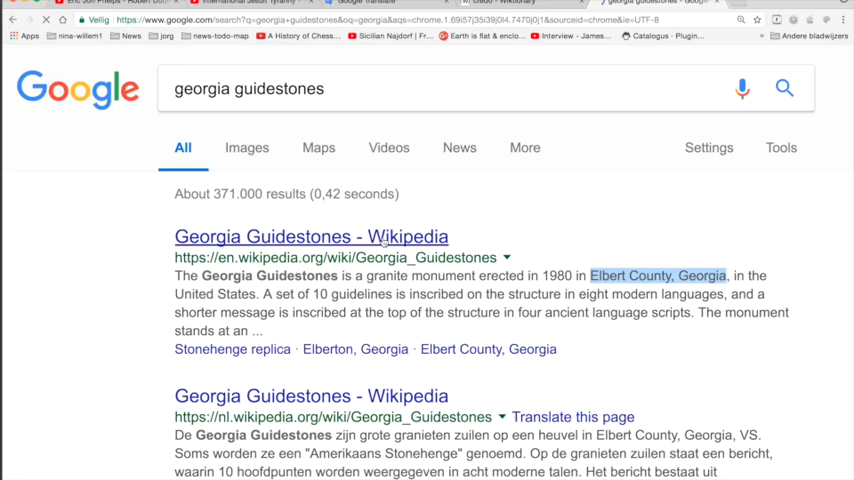 International Jesuit Tyranny
Google Translate
credo - Wiktionary
georgia guidestones - Goog
Veilig
https://www.google.com/search?q=georgia+guidestones&oq=georgia&aqs=chrome.1.69i57j35i39j0l4.7470j0j1&sourceid=chrome&ie=UTF-8
Apps nina-willem1 News jorg news-todo-map A History of Chess... Sicilian Najdorf | Fr... Earth is flat & enclo... Interview - James... Catalogus - Plugin... » Andere bladwijzers
Google
georgia guidestones
All Images Maps Videos News More Settings Tools
About 371.000 results (0,42 seconds)
Georgia Guidestones - Wikipedia
https://en.wikipedia.org/wiki/Georgia_Guidestones
The Georgia Guidestones is a granite monument erected in 1980 in Elbert County, Georgia, in the
United States. A set of 10 guidelines is inscribed on the structure in eight modern languages, and a
shorter message is inscribed at the top of the structure in four ancient language scripts. The monument
stands at an ...
Stonehenge replica · Elberton, Georgia · Elbert County, Georgia
Georgia Guidestones - Wikipedia
https://nl.wikipedia.org/wiki/Georgia_Guidestones Translate this page
De Georgia Guidestones zijn grote granieten zuilen op een heuvel in Elbert County, Georgia, VS.
Soms worden ze een "Amerikaans Stonehenge" genoemd. Op de granieten zuilen staat een bericht,
waarin 10 hoofdpunten worden weergegeven in acht moderne talen. Het bericht bestaat uit